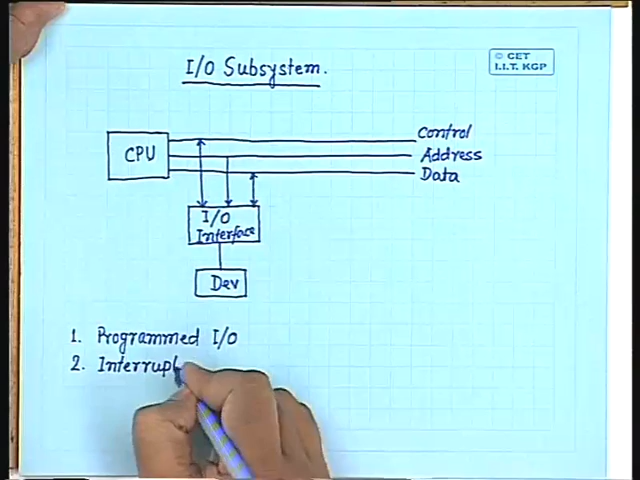 I/O Subsystem.
© CET
I.I.T. KGP
CPU
Control
Address
Data
I/O
Interface
Dev
1. Programmed I/O
2. Interrupt